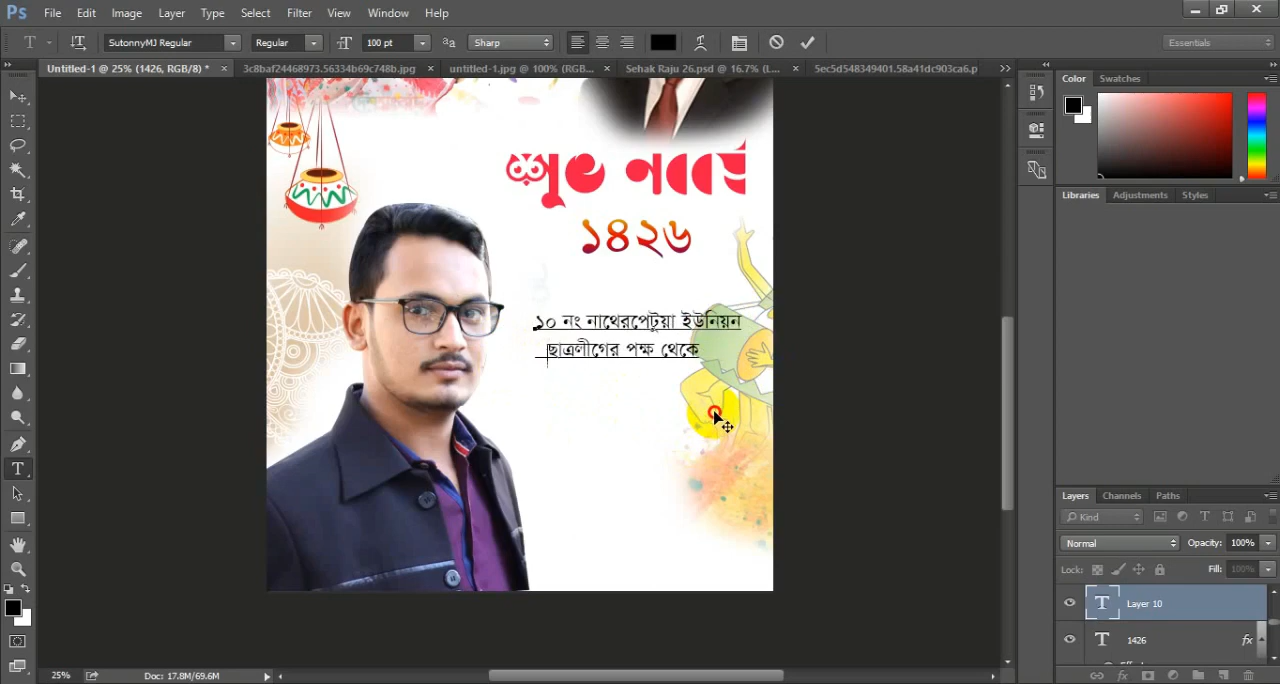 Ps File Edit Image Layer Type Select Filter View Window Help
T SutonnyMJ Regular Regular 100 pt Sharp Essentials
Untitled-1 @ 25% (1426, RGB/8) * × 3c8baf24468973.56334b69c748b.jpg × untitled-1.jpg @ 100% (RGB... × Sehak Raju 26.psd @ 16.7% (L... × 5ec5d548349401.58a41dc903ca6.p
Color Swatches
Libraries Adjustments Styles
শুভ নববর্ষ
১৪২৬
১০ নং নাথেরপেটুয়া ইউনিয়ন
ছাত্রলীগের পক্ষ থেকে
Layers Channels Paths
Kind
Normal Opacity: 100%
Lock: Fill: 100%
T Layer 10
T 1426 fx
25% Doc: 17.8M/69.6M